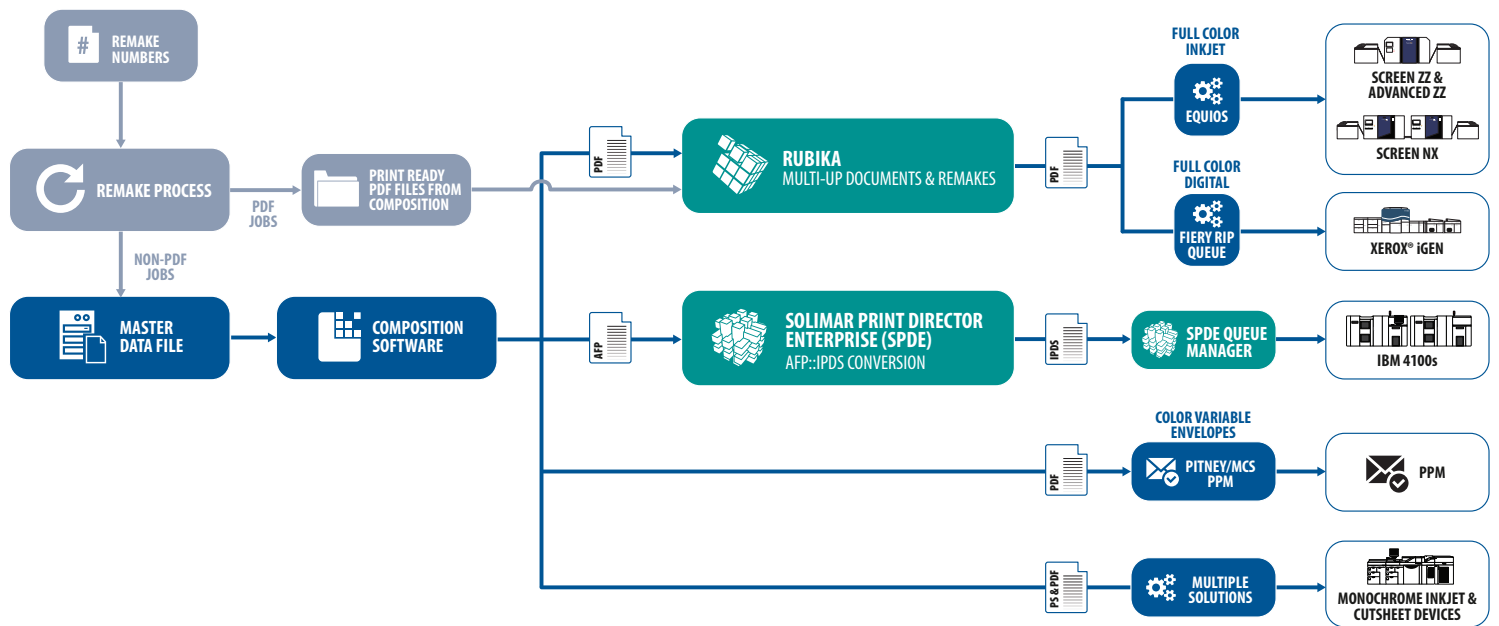 #
REMAKE
NUMBERS
REMAKE PROCESS
PDF
JOBS
PRINT READY
PDF FILES FROM
COMPOSITION
NON-PDF
JOBS
MASTER
DATA FILE
COMPOSITION
SOFTWARE
PDF
RUBIKA
MULTI-UP DOCUMENTS & REMAKES
PDF
FULL COLOR
INKJET
EQUIOS
SCREEN ZZ &
ADVANCED ZZ
SCREEN NX
FULL COLOR
DIGITAL
FIERY RIP
QUEUE
XEROX® iGEN
AFP
SOLIMAR PRINT DIRECTOR
ENTERPRISE (SPDE)
AFP::IPDS CONVERSION
IPDS
SPDE QUEUE
MANAGER
IBM 4100s
PDF
COLOR VARIABLE
ENVELOPES
PITNEY/MCS
PPM
PPM
PS & PDF
MULTIPLE
SOLUTIONS
MONOCHROME INKJET &
CUTSHEET DEVICES